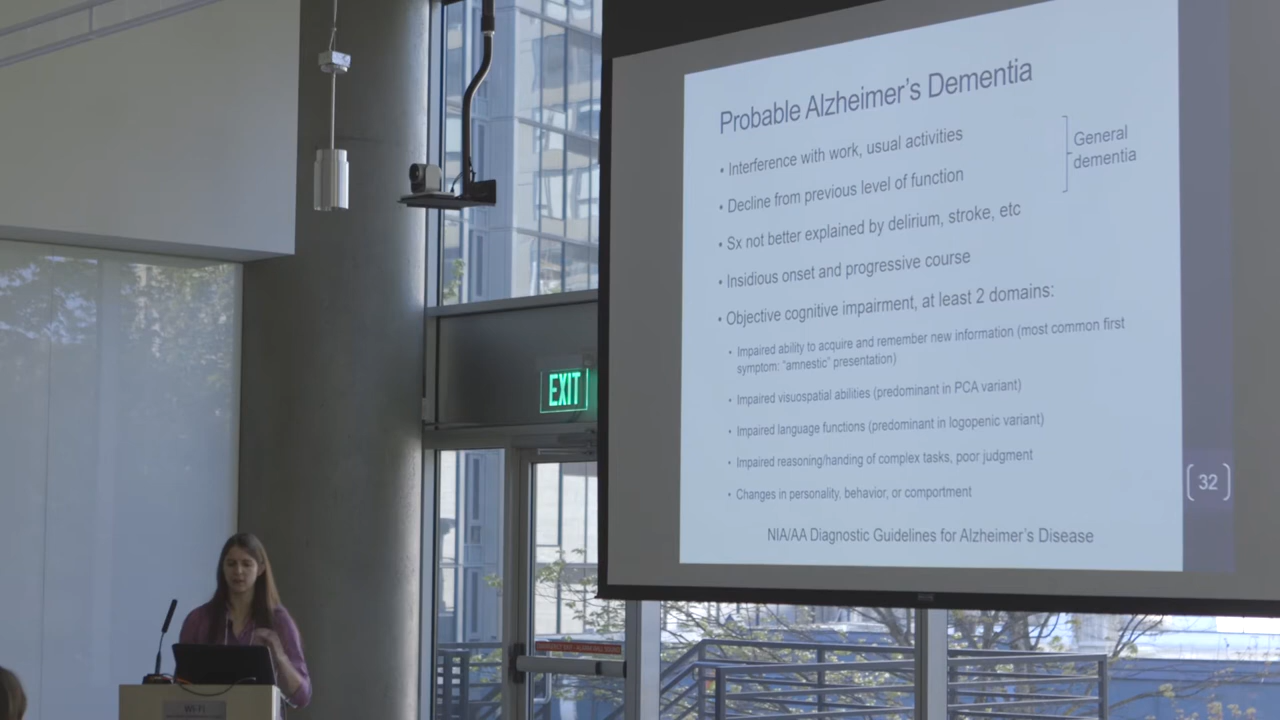 Probable Alzheimer's Dementia
• Interference with work, usual activities
• Decline from previous level of function
General
dementia
• Sx not better explained by delirium, stroke, etc
• Insidious onset and progressive course
• Objective cognitive impairment, at least 2 domains:
• Impaired ability to acquire and remember new information (most common first
symptom: "amnestic" presentation)
• Impaired visuospatial abilities (predominant in PCA variant)
• Impaired language functions (predominant in logopenic variant)
• Impaired reasoning/handing of complex tasks, poor judgment
• Changes in personality, behavior, or comportment
NIA/AA Diagnostic Guidelines for Alzheimer's Disease
32
EXIT
Wi-Fi